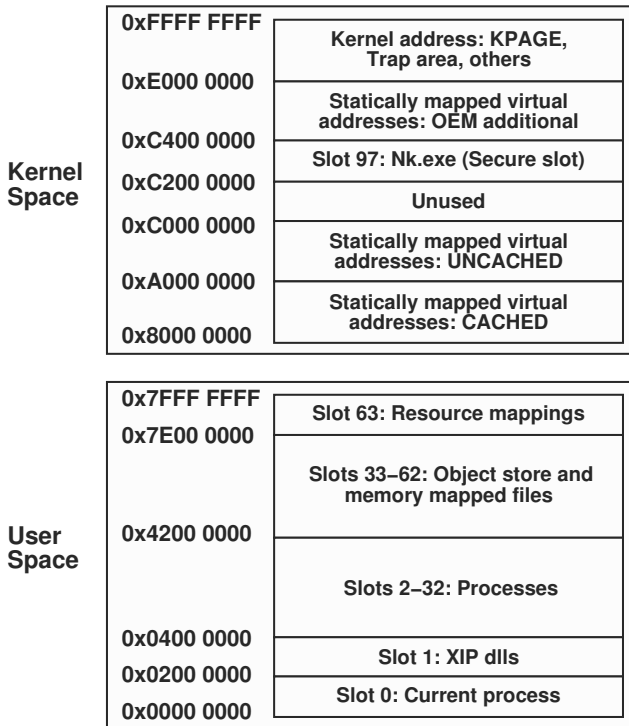 0xFFFF FFFF
Kernel address: KPAGE,
Trap area, others
0xE000 0000
Statically mapped virtual
addresses: OEM additional
0xC400 0000
Slot 97: Nk.exe (Secure slot)
Kernel
Space
0xC200 0000
Unused
0xC000 0000
Statically mapped virtual
addresses: UNCACHED
0xA000 0000
Statically mapped virtual
addresses: CACHED
0x8000 0000
0x7FFF FFFF
Slot 63: Resource mappings
0x7E00 0000
Slots 33−62: Object store and
memory mapped files
User
Space
0x4200 0000
Slots 2−32: Processes
0x0400 0000
Slot 1: XIP dlls
0x0200 0000
Slot 0: Current process
0x0000 0000